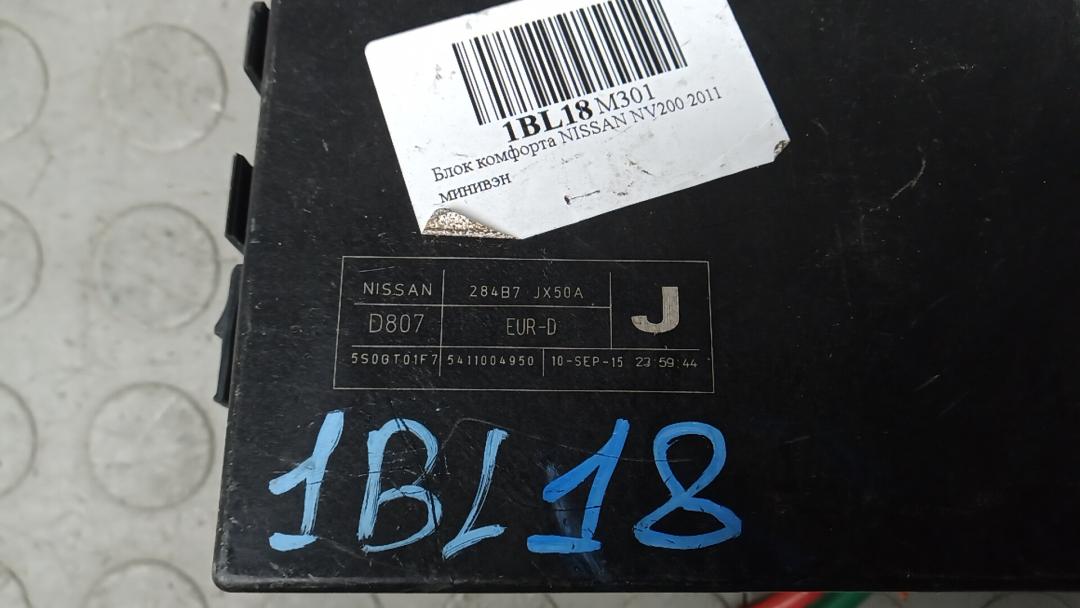 1BL18 M301
Блок комфорта NISSAN NV200 2011
минивэн
NISSAN 284B7 JX50A J
D807 EUR-D
5S0GT01F7 5411004950 10-SEP-15 23:59:44
1BL18